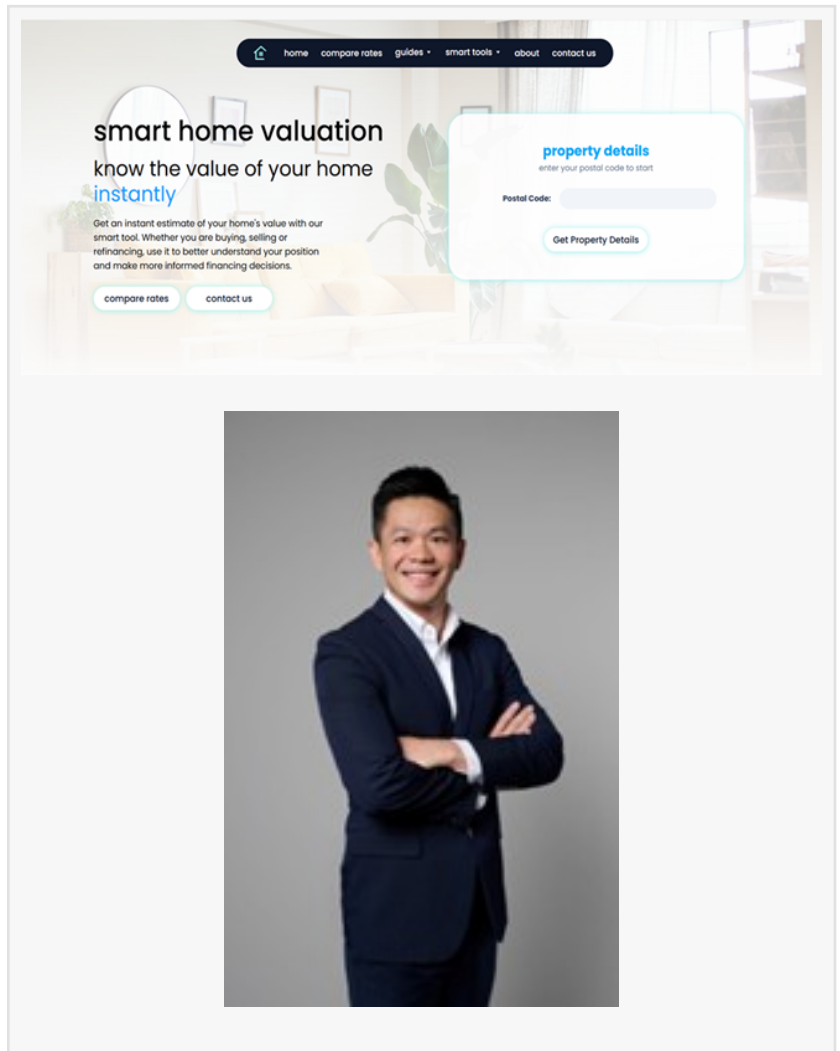 home compare rates guides smart tools about contact us
smart home valuation
know the value of your home
instantly
Get an instant estimate of your home's value with our
smart tool. Whether you are buying, selling or
refinancing, use it to better understand your position
and make more informed financing decisions.
compare rates contact us
property details
enter your postal code to start
Postal Code:
Get Property Details